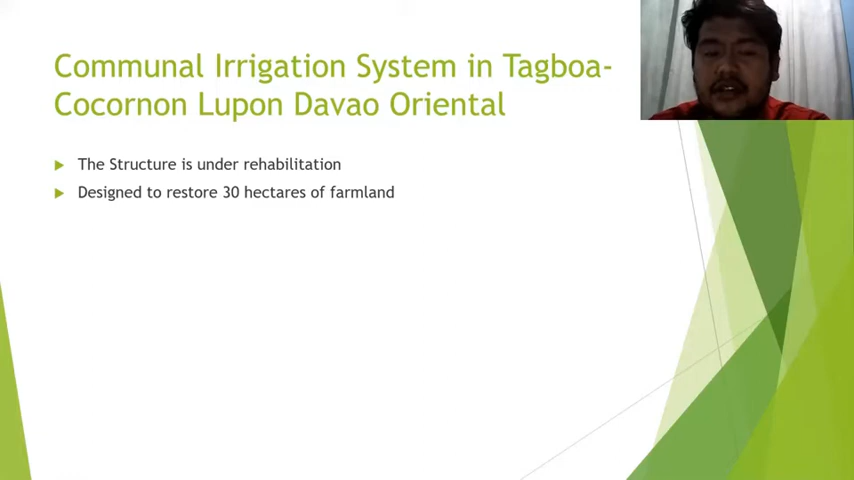 Communal Irrigation System in Tagboa-
Cocornon Lupon Davao Oriental
The Structure is under rehabilitation
Designed to restore 30 hectares of farmland